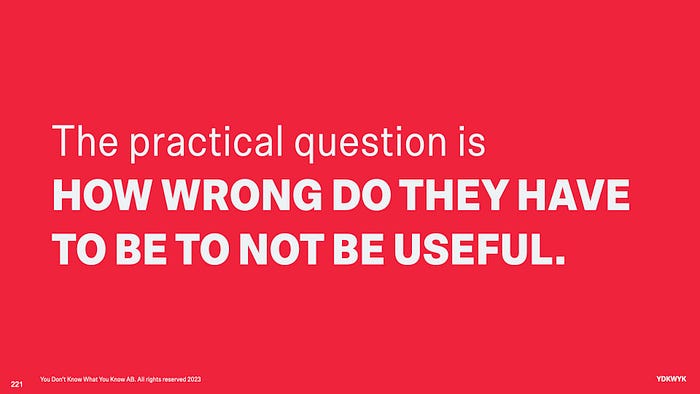 The practical question is
HOW WRONG DO THEY HAVE
TO BE TO NOT BE USEFUL.
221
You Don't Know What You Know AB. All rights reserved 2023
YDKWYK